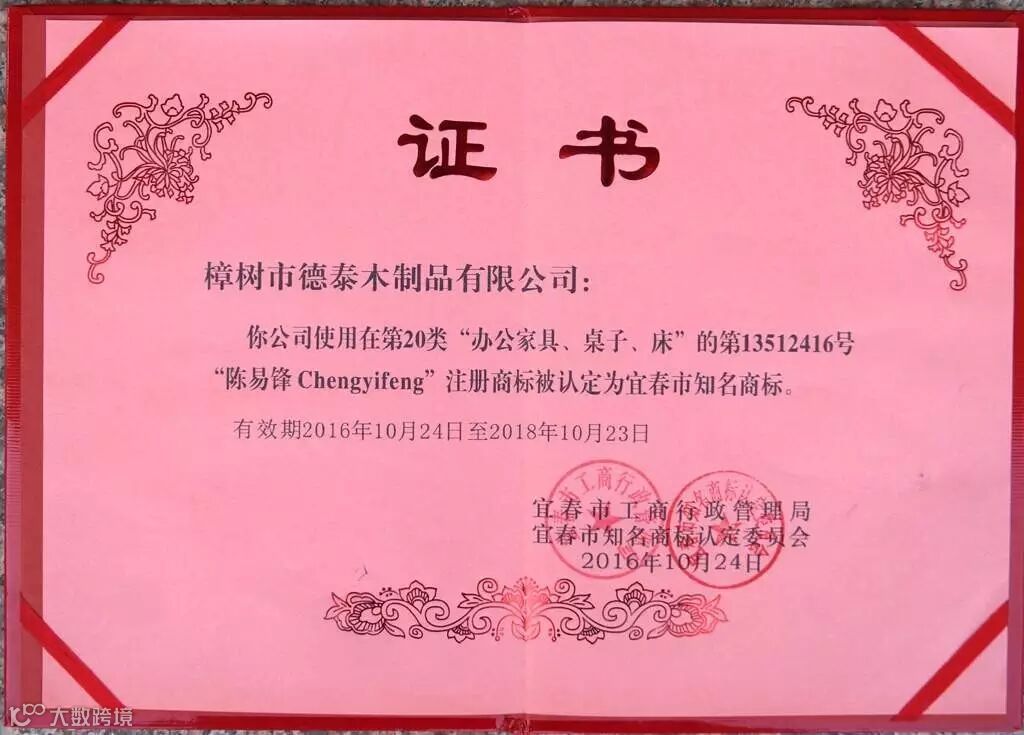 证书
樟树市德泰木制品有限公司：
你公司使用在第20类“办公家具、桌子、床”的第13512416号
“陈易锋 Chengyifeng”注册商标被认定为宜春市知名商标。
有效期2016年10月24日至2018年10月23日
宜春市工商行政管理局
宜春市知名商标认定委员会
2016年10月24日
大数跨境